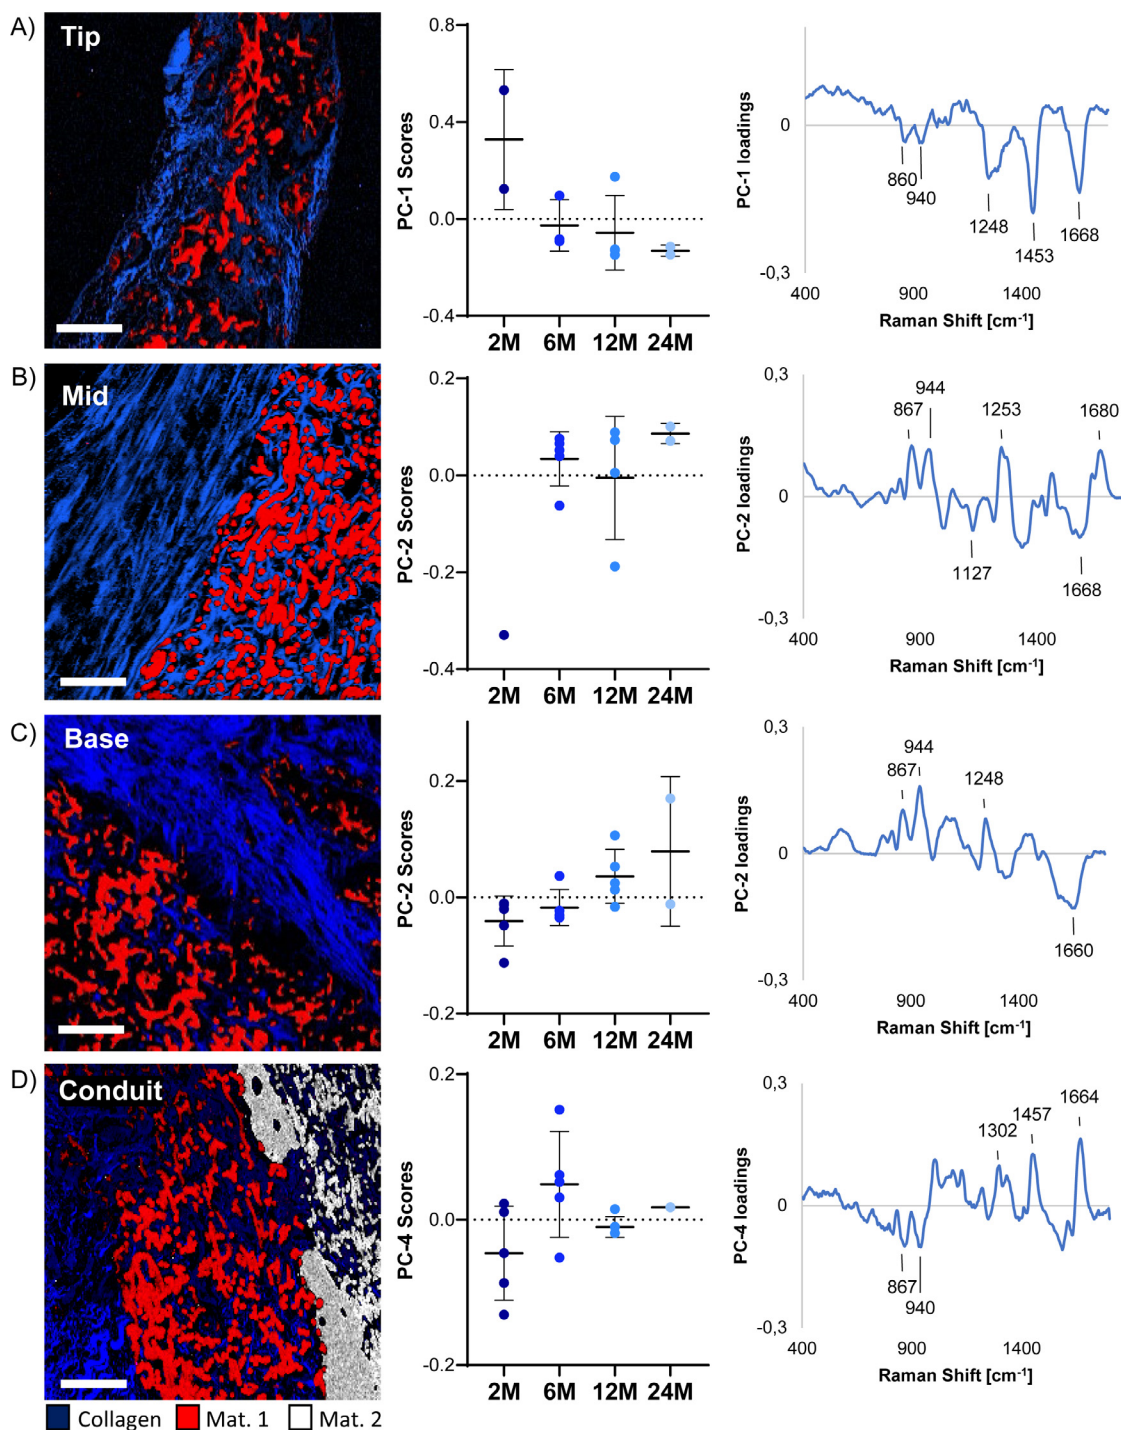 A)
Tip
PC-1 Scores
0.8
0.4
0.0
-0.4
2M 6M 12M 24M
PC-1 loadings
0
-0,3
860
940
1248
1453
1668
400 900 1400
Raman Shift [cm-1]
B)
Mid
PC-2 Scores
0.2
0.0
-0.2
-0.4
2M 6M 12M 24M
PC-2 loadings
0,3
0
-0,3
867
944
1253
1680
1127
1668
400 900 1400
Raman Shift [cm-1]
C)
Base
PC-2 Scores
0.2
0.0
-0.2
2M 6M 12M 24M
PC-2 loadings
0,3
0
-0,3
944
867
1248
1660
400 900 1400
Raman Shift [cm-1]
D)
Conduit
PC-4 Scores
0.2
0.0
-0.2
2M 6M 12M 24M
PC-4 loadings
0,3
0
-0,3
1664
1457
1302
867
940
400 900 1400
Raman Shift [cm-1]
Collagen Mat. 1 Mat. 2